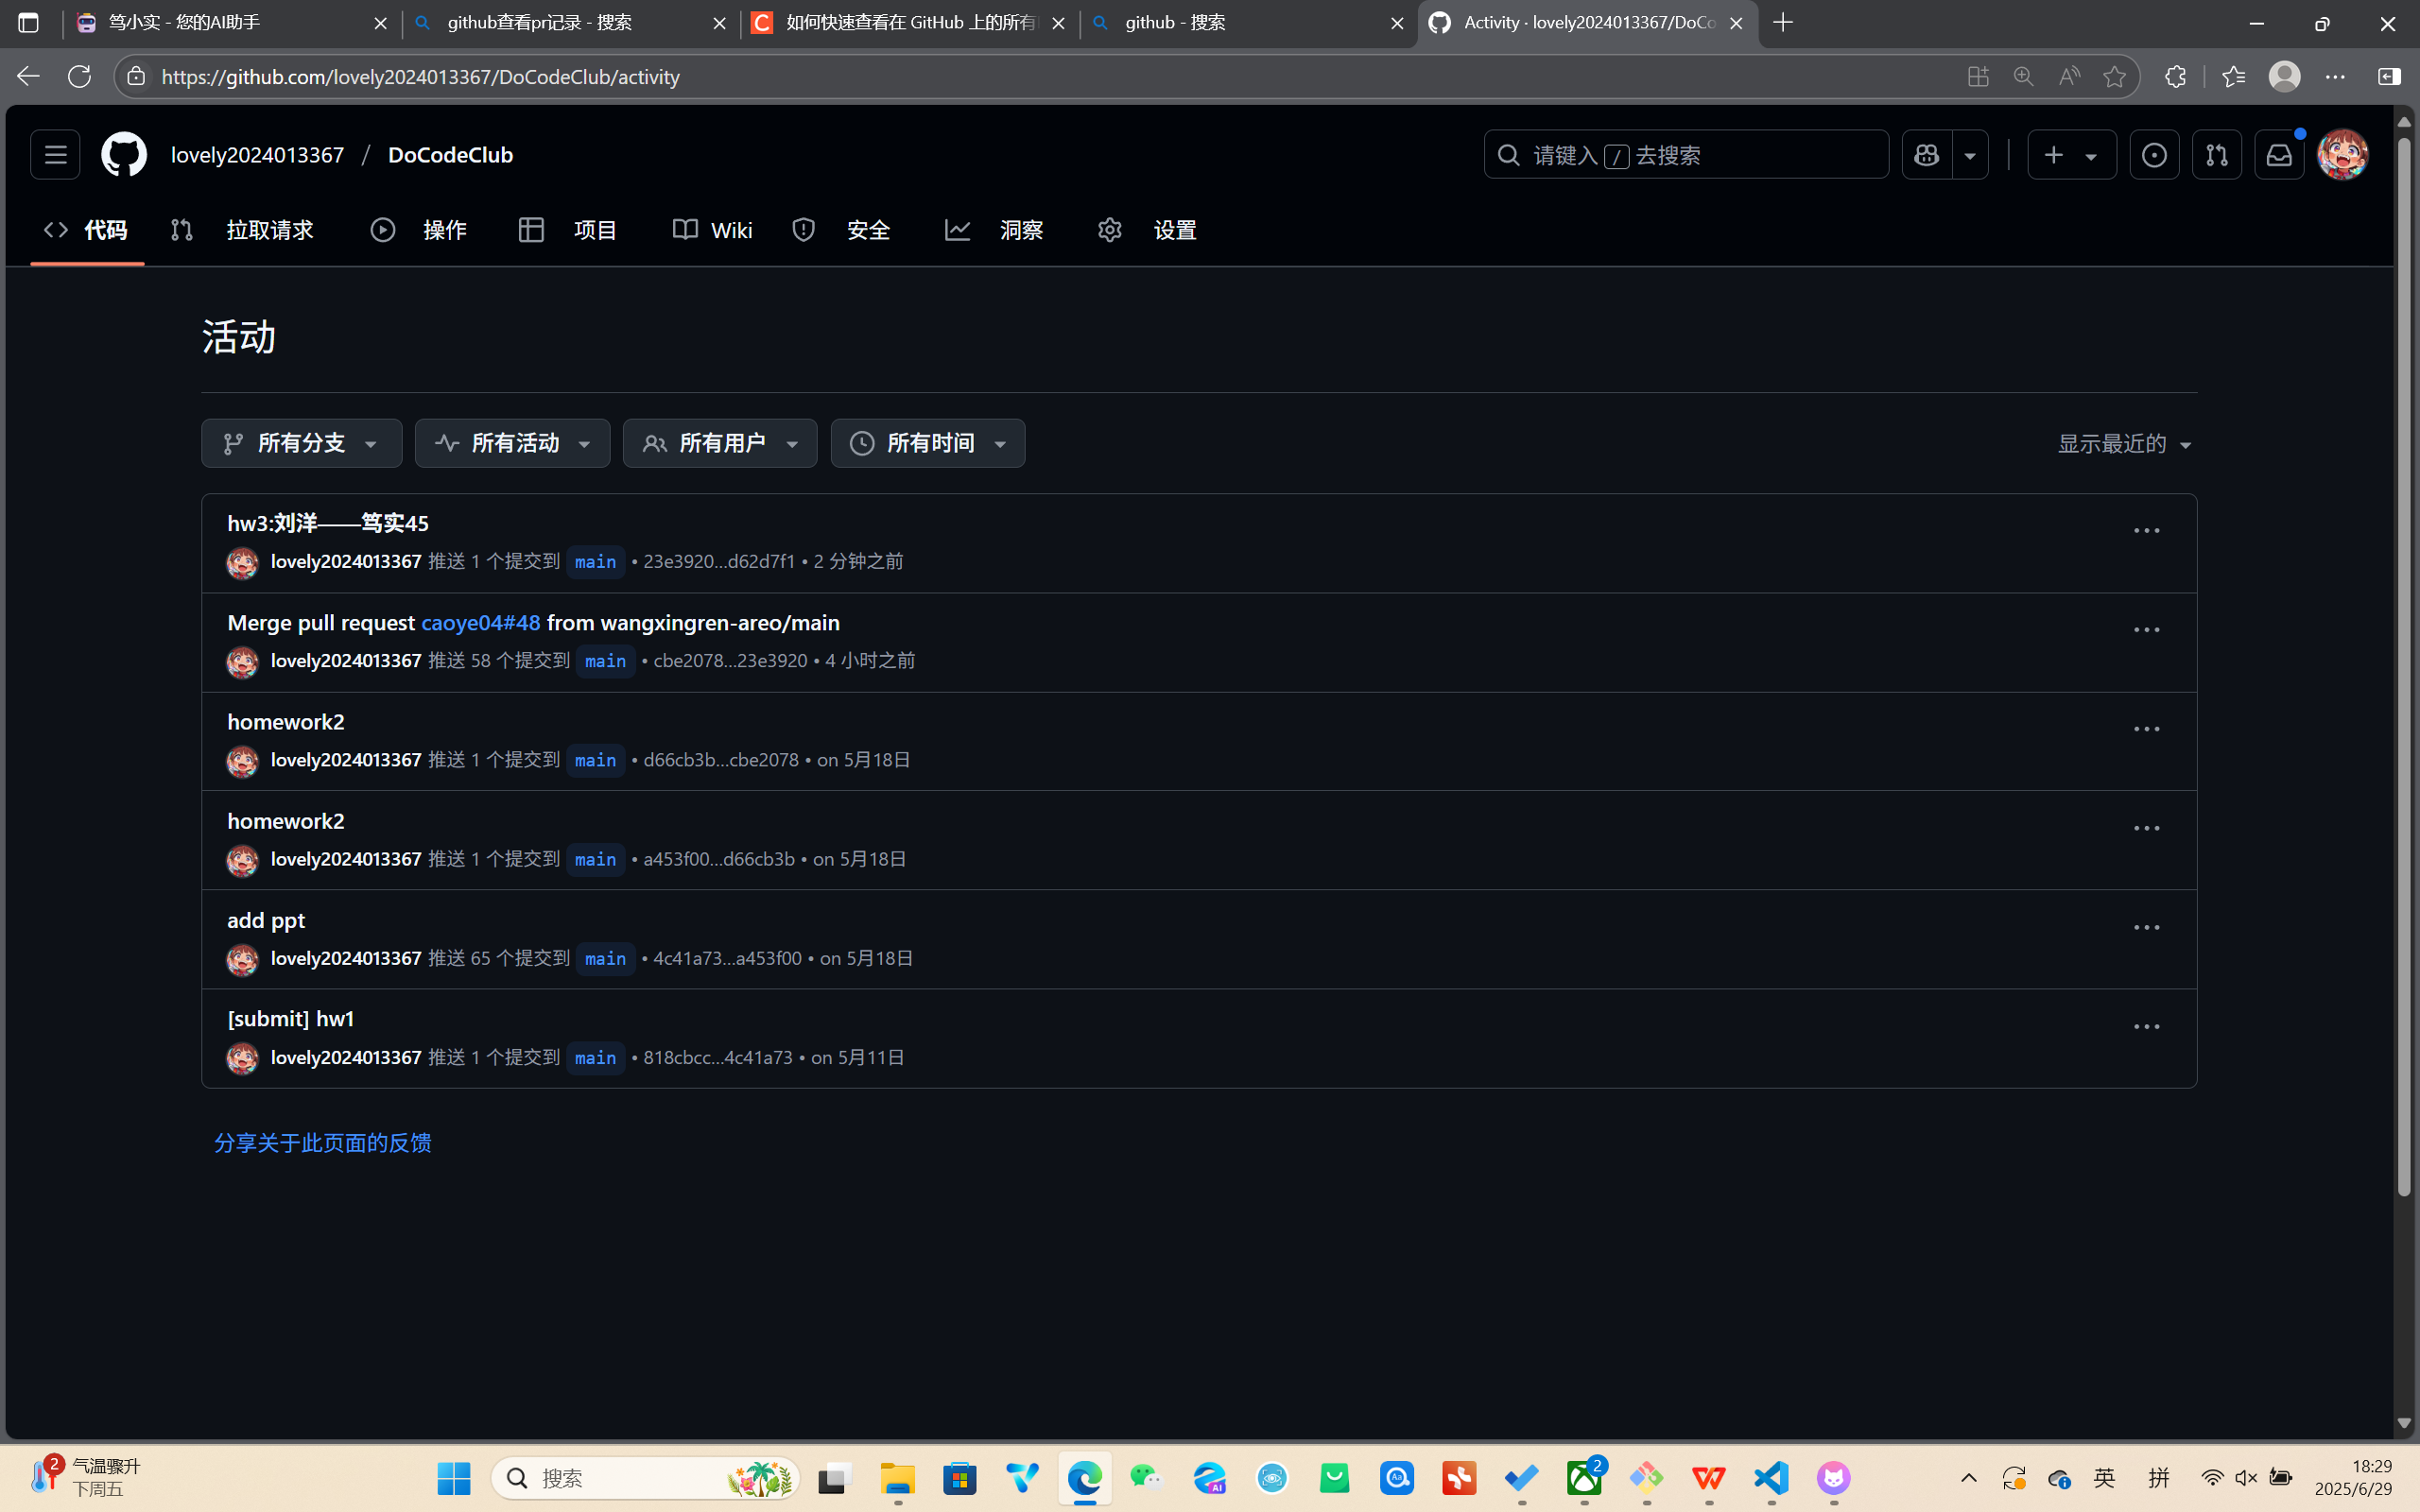 笃小实 - 您的AI助手
github查看pr记录 - 搜索
如何快速查看在 GitHub 上的所有
github - 搜索
Activity · lovely2024013367/DoCo
https://github.com/lovely2024013367/DoCodeClub/activity
lovely2024013367 / DoCodeClub
请键入 / 去搜索
代码
拉取请求
操作
项目
Wiki
安全
洞察
设置
活动
所有分支
所有活动
所有用户
所有时间
显示最近的
hw3:刘洋——笃实45
lovely2024013367 推送 1 个提交到 main • 23e3920...d62d7f1 • 2 分钟之前
Merge pull request caoye04#48 from wangxingren-areo/main
lovely2024013367 推送 58 个提交到 main • cbe2078...23e3920 • 4 小时之前
homework2
lovely2024013367 推送 1 个提交到 main • d66cb3b...cbe2078 • on 5月18日
homework2
lovely2024013367 推送 1 个提交到 main • a453f00...d66cb3b • on 5月18日
add ppt
lovely2024013367 推送 65 个提交到 main • 4c41a73...a453f00 • on 5月18日
[submit] hw1
lovely2024013367 推送 1 个提交到 main • 818cbcc...4c41a73 • on 5月11日
分享关于此页面的反馈
2
气温骤升
下周五
搜索
2
英
拼
18:29
2025/6/29